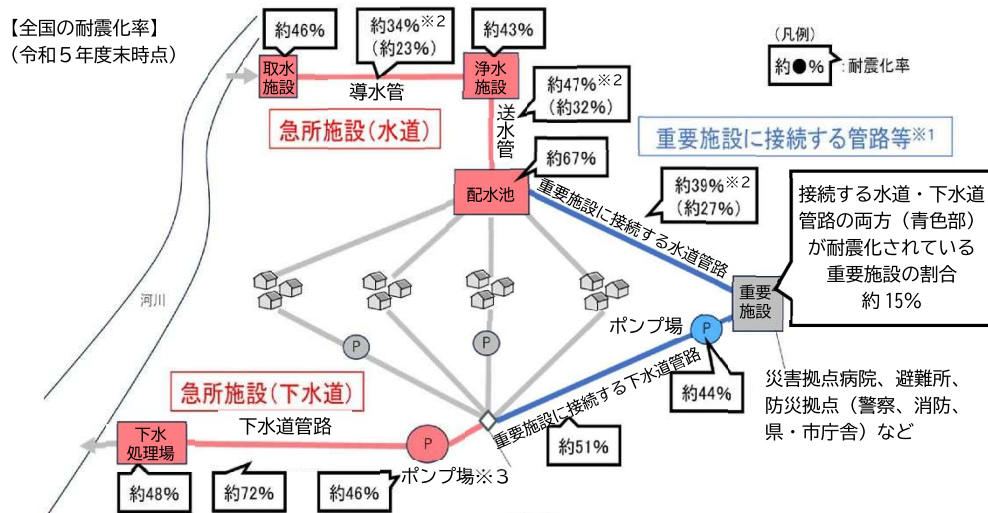 【全国の耐震化率】
(令和5年度末時点)
約46%
約34%※2
(約23%)
約43%
(凡例)
約●%
:耐震化率
取水
施設
導水管
浄水
施設
約47%※2
(約32%)
送水管
急所施設(水道)
重要施設に接続する管路等※1
約67%
配水池
約39%※2
(約27%)
重要施設に接続する水道管路
接続する水道・下水道
管路の両方(青色部)
が耐震化されている
重要施設の割合
約15%
河川
重要
施設
ポンプ場
P
P
P
約44%
災害拠点病院、避難所、
防災拠点(警察、消防、
県・市庁舎)など
急所施設(下水道)
重要施設に接続する下水道管路
約51%
下水
処理場
下水道管路
P
ポンプ場※3
約48%
約72%
約46%